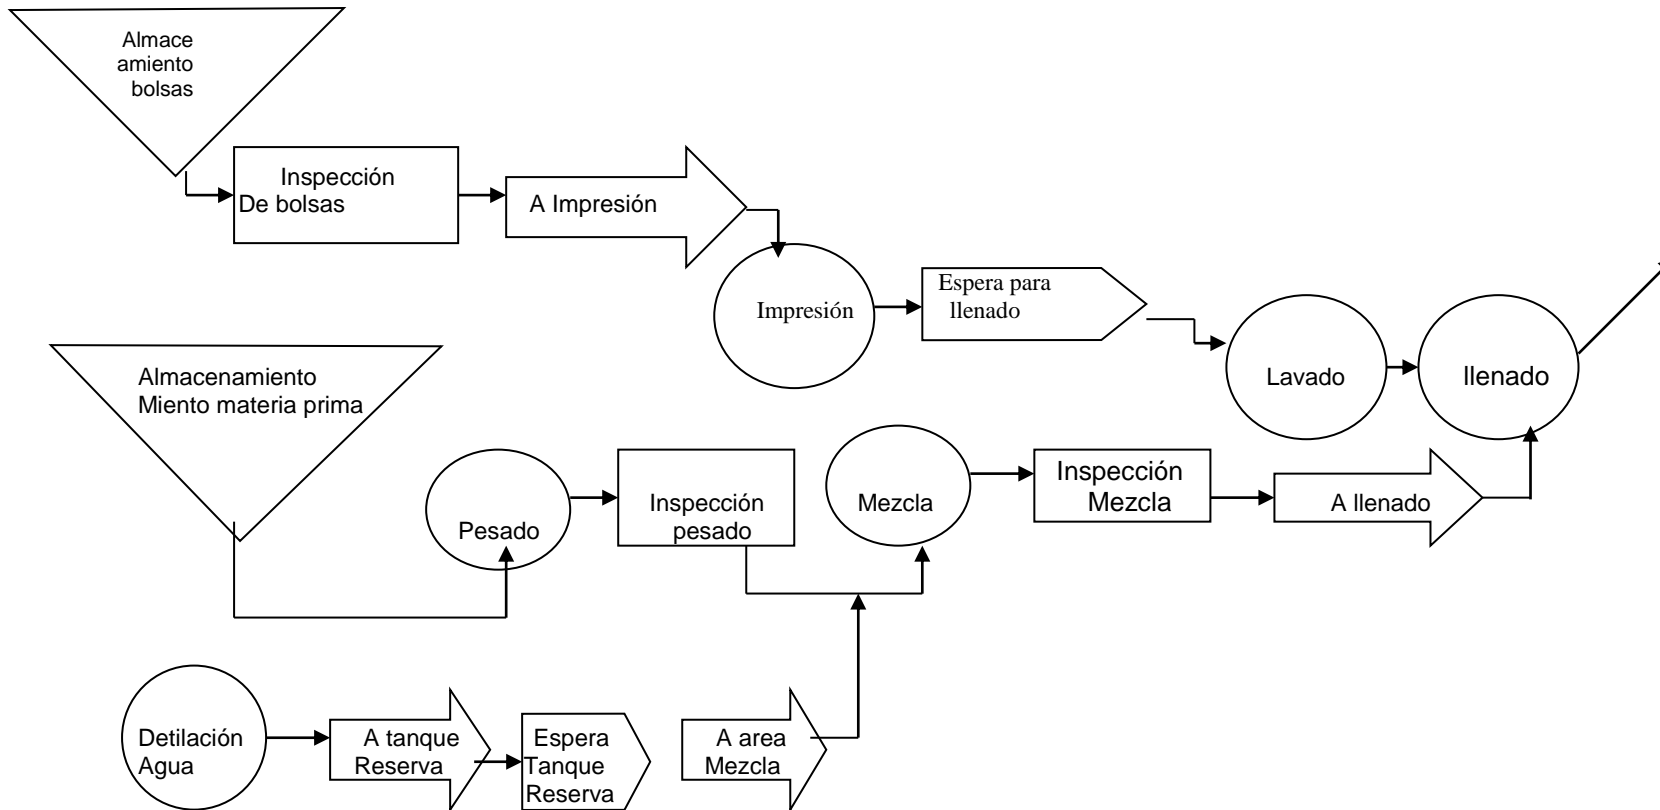 Almace
amiento
bolsas
Inspección
De bolsas
A Impresión
Impresión
Espera para
llenado
Lavado
llenado
Almacenamiento
Miento materia prima
Pesado
Inspección
pesado
Mezcla
Inspección
Mezcla
A llenado
Detilación
Agua
A tanque
Reserva
Espera
Tanque
Reserva
A area
Mezcla